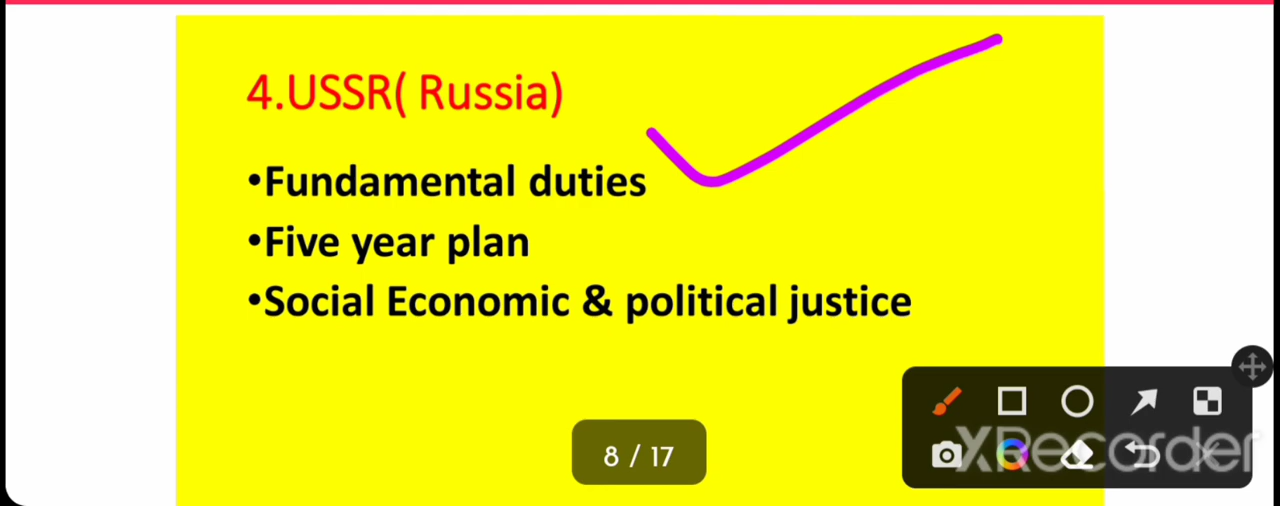 4.USSR( Russia)
•Fundamental duties
•Five year plan
•Social Economic & political justice
8 / 17
XRecorder